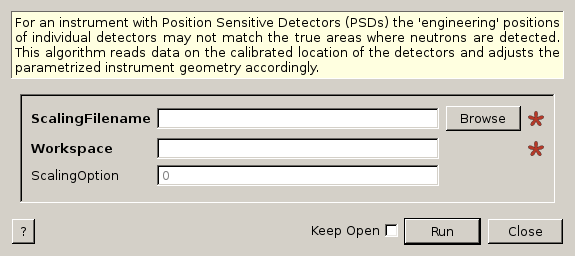 For an instrument with Position Sensitive Detectors (PSDs) the 'engineering' positions
of individual detectors may not match the true areas where neutrons are detected.
This algorithm reads data on the calibrated location of the detectors and adjusts the
parametrized instrument geometry accordingly.
ScalingFilename Browse *
Workspace *
ScalingOption 0
? Keep Open Run Close